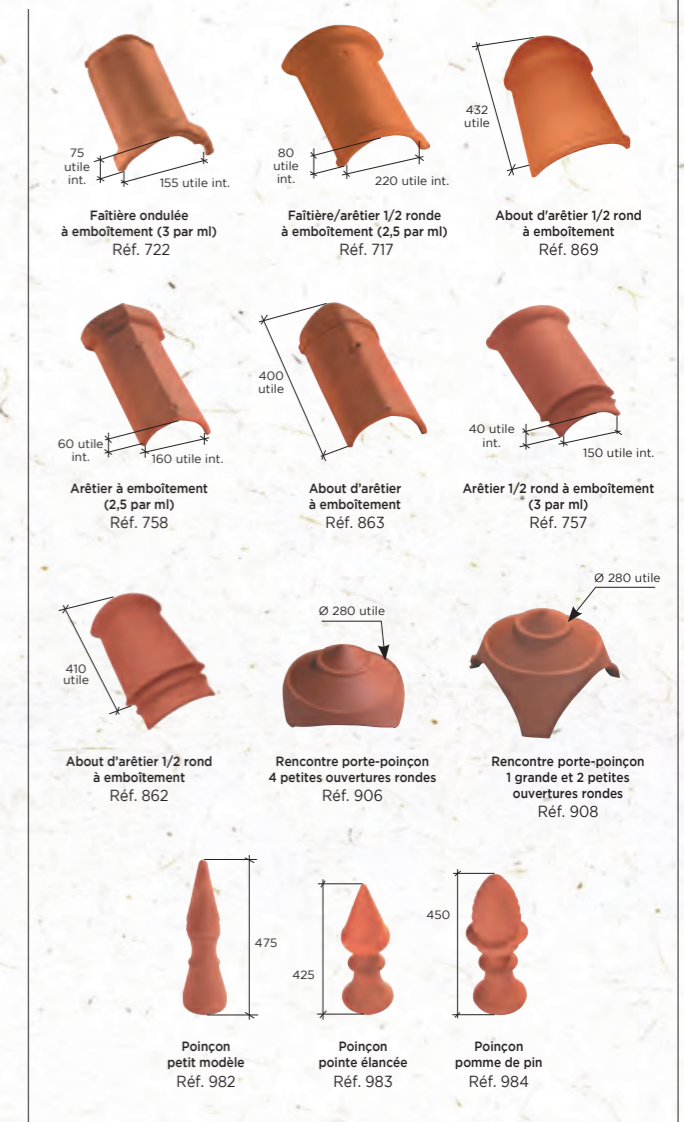 75
utile
int.
155 utile int.
Faîtière ondulée
à emboîtement (3 par ml)
Réf. 722
80
utile
int.
220 utile int.
Faîtière/arêtier 1/2 ronde
à emboîtement (2,5 par ml)
Réf. 717
432
utile
About d'arêtier 1/2 rond
à emboîtement
Réf. 869
60 utile
int.
160 utile int.
Arêtier à emboîtement
(2,5 par ml)
Réf. 758
400
utile
About d'arêtier
à emboîtement
Réf. 863
40 utile
int.
150 utile int.
Arêtier 1/2 rond à emboîtement
(3 par ml)
Réf. 757
410
utile
About d'arêtier 1/2 rond
à emboîtement
Réf. 862
Ø 280 utile
Rencontre porte-poinçon
4 petites ouvertures rondes
Réf. 906
Ø 280 utile
Rencontre porte-poinçon
1 grande et 2 petites
ouvertures rondes
Réf. 908
475
Poinçon
petit modèle
Réf. 982
425
Poinçon
pointe élancée
Réf. 983
450
Poinçon
pomme de pin
Réf. 984